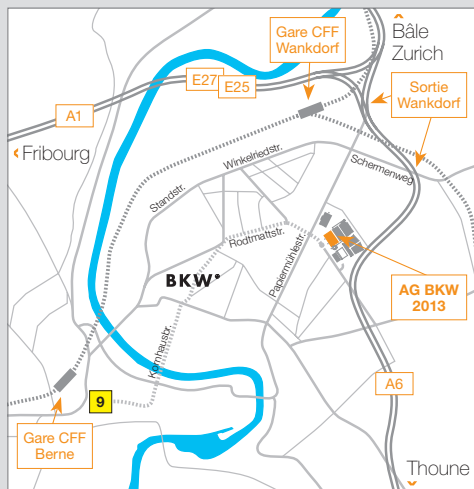 Gare CFF
Wankdorf
Bâle
Zurich
E27
E25
Sortie
Wankdorf
A1
Fribourg
Winkelriedstr.
Schermenweg
Standstr.
Rodtmattstr.
Papiermühlestr.
BKW
AG BKW
2013
Kornhausbr.
A6
9
Gare CFF
Berne
Thoune